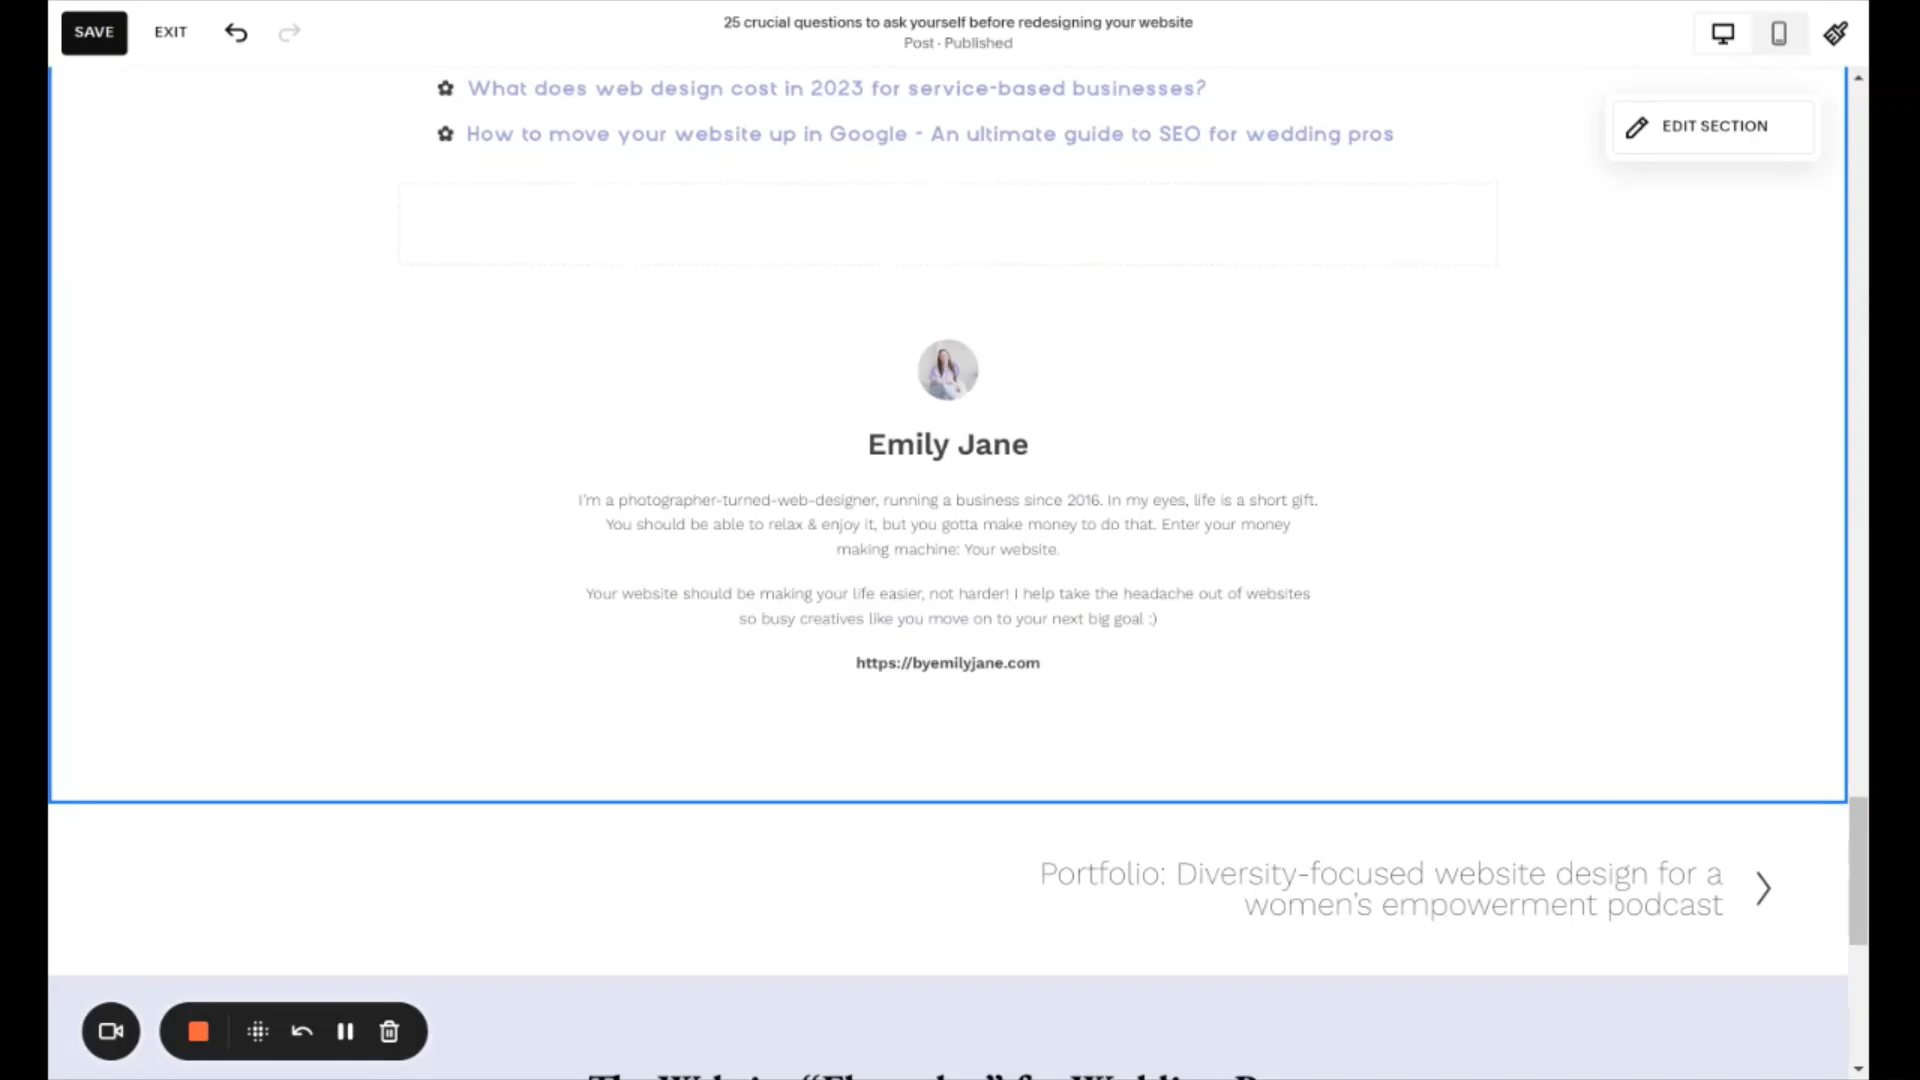 SAVE
EXIT
25 crucial questions to ask yourself before redesigning your website
Post · Published
What does web design cost in 2023 for service-based businesses?
How to move your website up in Google - An ultimate guide to SEO for wedding pros
EDIT SECTION
Emily Jane
I'm a photographer-turned-web-designer, running a business since 2016. In my eyes, life is a short gift.
You should be able to relax & enjoy it, but you gotta make money to do that. Enter your money
making machine: Your website.
Your website should be making your life easier, not harder! I help take the headache out of websites
so busy creatives like you move on to your next big goal :)
https://byemilyjane.com
Portfolio: Diversity-focused website design for a
women's empowerment podcast